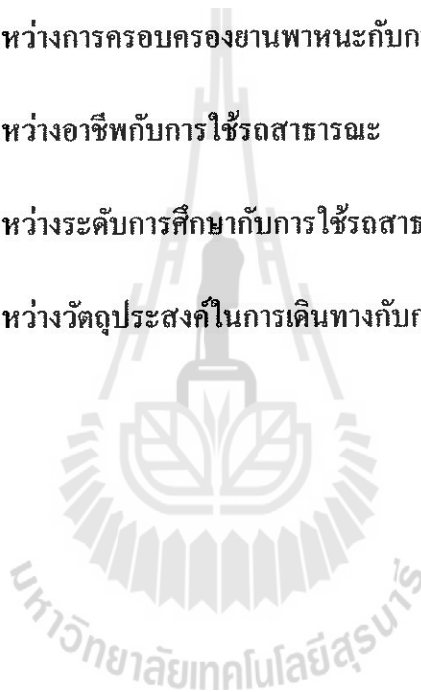 หว่างการครอบครองยานพาหนะกับก
หว่างอาชีพกับการใช้รถสาธารณะ
หว่างระดับการศึกษากับการใช้รถสาธ
หว่างวัตถุประสงค์ในการเดินทางกับก
มหาวิทยาลัยเทคโนโลยีสุรนารี